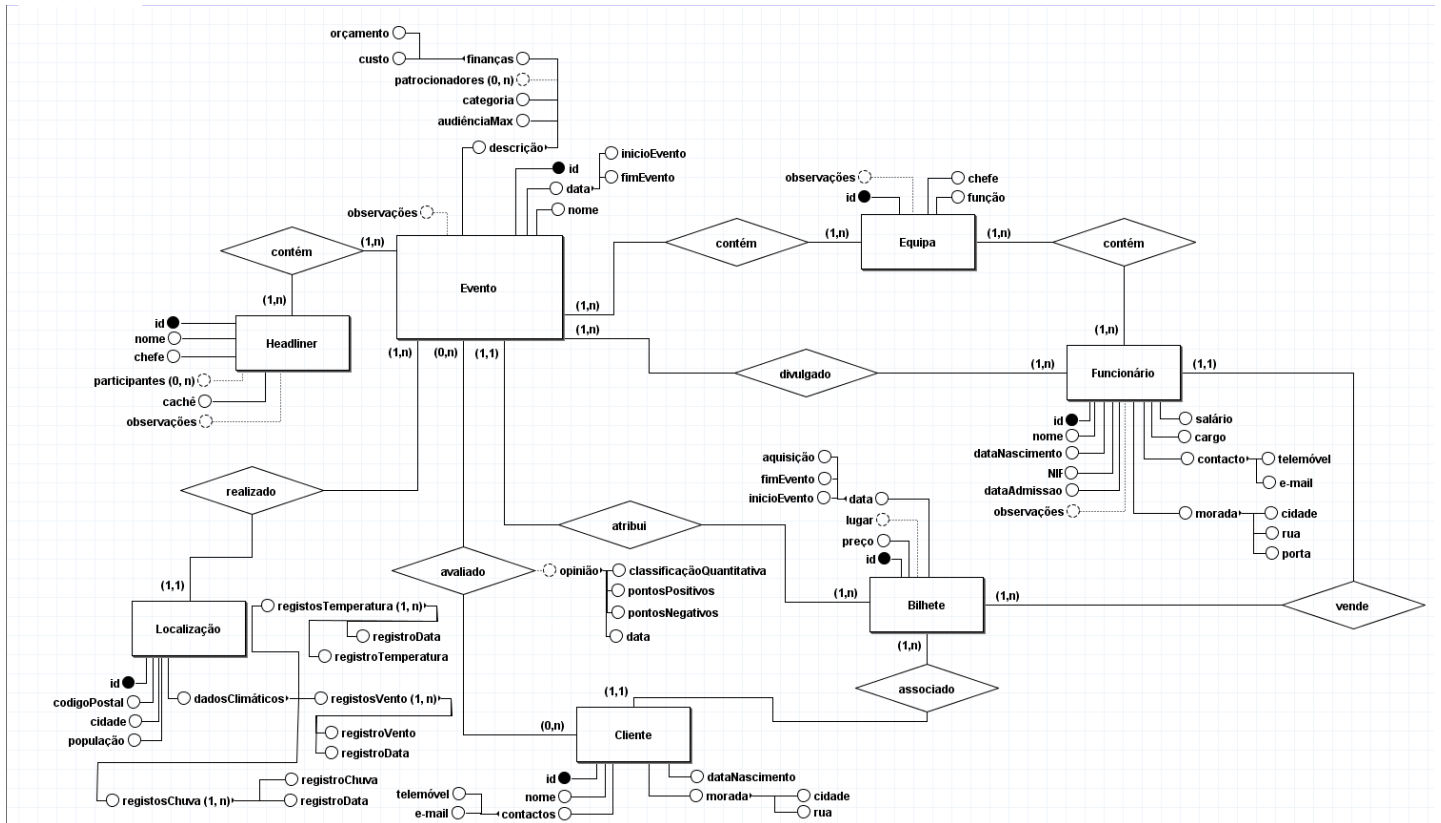 orçamento
custo
finanças
patrocionadores (0, n)
categoria
audiênciaMax
descrição
id
data
inicioEvento
fimEvento
nome
observações
contém
(1,n)
(1,n)
Evento
(1,n)
(1,n)
(1,n)
(0,n)
(1,1)
contém
(1,n)
observações
id
chefe
função
Equipa
(1,n)
contém
(1,n)
id
nome
chefe
participantes (0, n)
cachê
observações
Headliner
divulgado
(1,n)
Funcionário
(1,1)
id
nome
dataNascimento
NIF
dataAdmissao
observações
salário
cargo
contacto
telemóvel
e-mail
morada
cidade
rua
porta
realizado
(1,1)
atribui
(1,n)
aquisição
fimEvento
inicioEvento
data
lugar
preço
id
Bilhete
(1,n)
vende
(1,n)
avaliado
opinião
classificaçãoQuantitativa
pontosPositivos
pontosNegativos
data
Localização
id
codigoPostal
cidade
população
dadosClimáticos
registosTemperatura (1, n)
registroData
registroTemperatura
registosVento (1, n)
registroVento
registroData
registosChuva (1, n)
registroChuva
registroData
associado
(1,1)
(0,n)
Cliente
id
nome
contactos
telemóvel
e-mail
dataNascimento
morada
cidade
rua